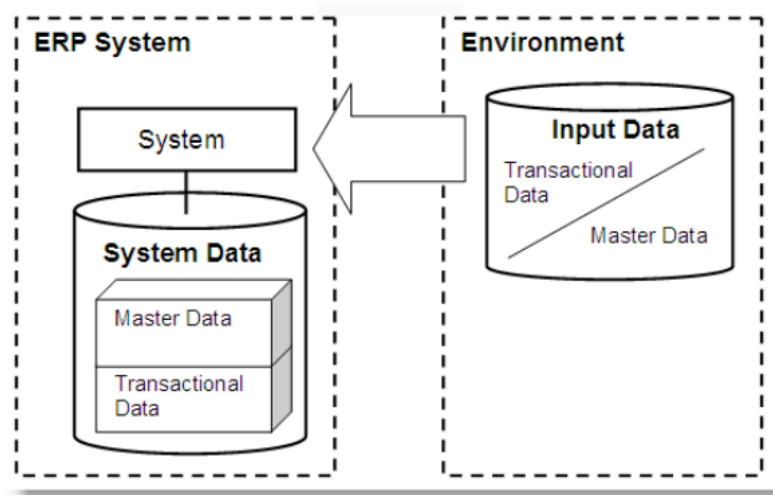 ERP System
System
System Data
Master Data
Transactional
Data
Environment
Input Data
Transactional
Data
Master Data